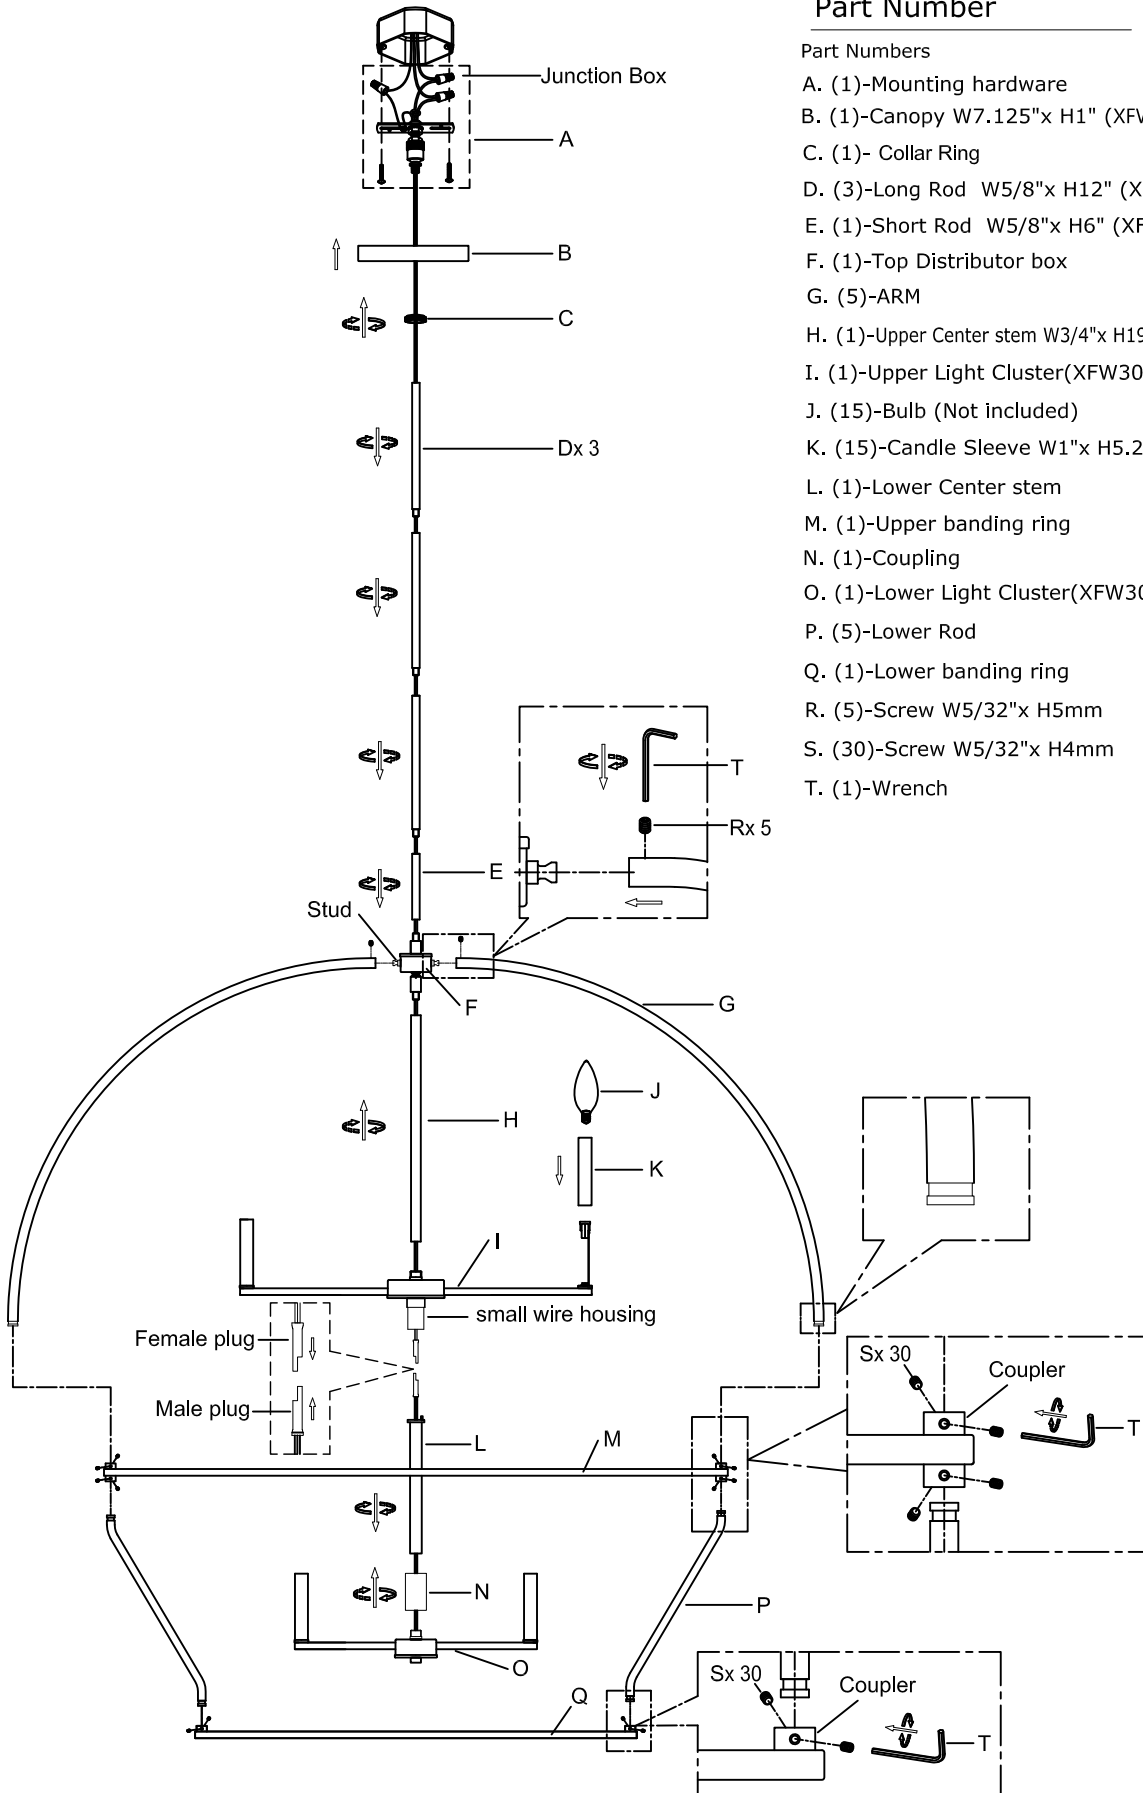 Part Number
Part Numbers
A. (1)-Mounting hardware
B. (1)-Canopy W7.125"x H1"
C. (1)- Collar Ring
D. (3)-Long Rod W5/8"x H12"
E. (1)-Short Rod W5/8"x H6"
F. (1)-Top Distributor box
G. (5)-ARM
H. (1)-Upper Center stem W3/4"x H19
I. (1)-Upper Light Cluster(XFW30
J. (15)-Bulb (Not included)
K. (15)-Candle Sleeve W1"x H5.2
L. (1)-Lower Center stem
M. (1)-Upper banding ring
N. (1)-Coupling
O. (1)-Lower Light Cluster(XFW30
P. (5)-Lower Rod
Q. (1)-Lower banding ring
R. (5)-Screw W5/32"x H5mm
S. (30)-Screw W5/32"x H4mm
T. (1)-Wrench
Junction Box
A
B
C
Dx 3
T
Rx 5
E
Stud
F
G
J
H
K
I
small wire housing
Female plug
Male plug
Sx 30
Coupler
T
L
M
N
P
O
Sx 30
Coupler
T
Q